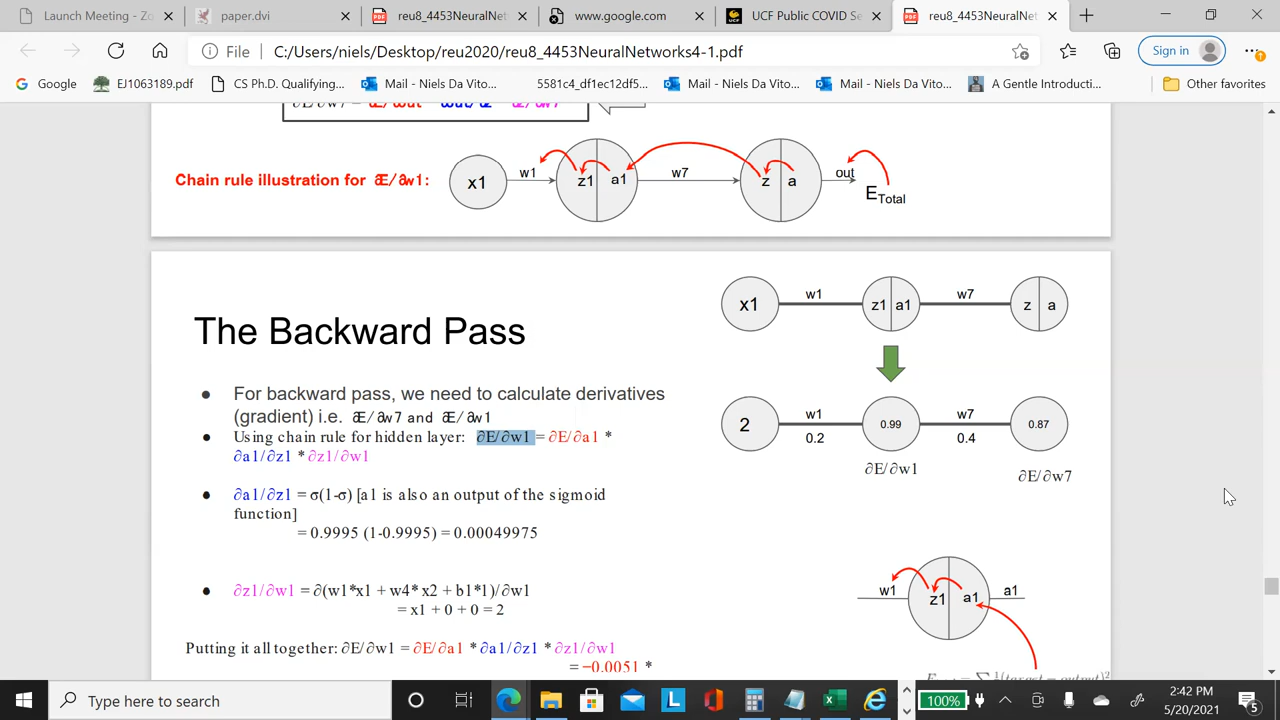 Launch Meeting - Zo
paper.dvi
reu8_4453NeuralNetw
www.google.com
UCF Public COVID Se
reu8_4453NeuralNet
File C:/Users/niels/Desktop/reu2020/reu8_4453NeuralNetworks4-1.pdf
Sign in
Google
EJ1063189.pdf
CS Ph.D. Qualifying...
Mail - Niels Da Vito...
5581c4_df1ec12df5...
Mail - Niels Da Vito...
Mail - Niels Da Vito...
A Gentle Introducti...
Other favorites
Chain rule illustration for Æ/∂w1:
x1
w1
z1 a1
w7
z a
out
E Total
The Backward Pass
● For backward pass, we need to calculate derivatives
(gradient) i.e. Æ/∂w7 and Æ/∂w1
● Using chain rule for hidden layer: ∂E/∂w1 = ∂E/∂a1 *
∂a1/∂z1 * ∂z1/∂w1
● ∂a1/∂z1 = σ(1-σ) [a1 is also an output of the sigmoid
function]
= 0.9995 (1-0.9995) = 0.00049975
● ∂z1/∂w1 = ∂(w1*x1 + w4*x2 + b1*1)/∂w1
= x1 + 0 + 0 = 2
Putting it all together: ∂E/∂w1 = ∂E/∂a1 * ∂a1/∂z1 * ∂z1/∂w1
= −0.0051 *
x1
w1
z1 a1
w7
z a
2
w1
0.2
0.99
w7
0.4
0.87
∂E/∂w1
∂E/∂w7
w1
z1 a1
a1
Type here to search
100%
2:42 PM
5/20/2021
5